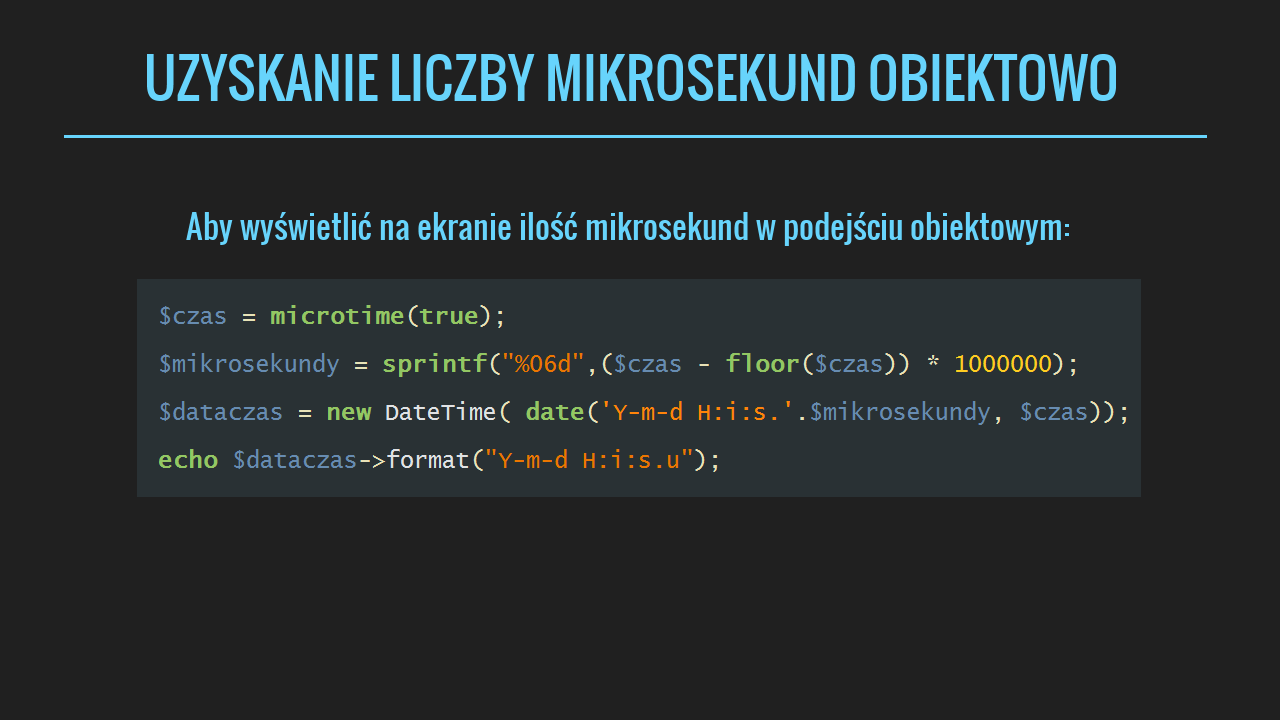 UZYSKANIE LICZBY MIKROSEKUND OBIEKTOWO
Aby wyświetlić na ekranie ilość mikrosekund w podejściu obiektowym:
$czas = microtime(true);
$mikrosekundy = sprintf("%06d",($czas - floor($czas)) * 1000000);
$dataczas = new DateTime( date('Y-m-d H:i:s.'.$mikrosekundy, $czas));
echo $dataczas->format("Y-m-d H:i:s.u");